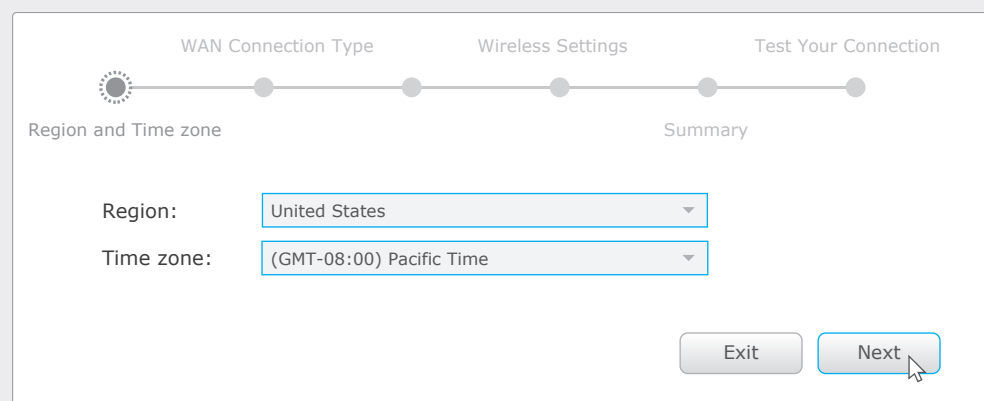 WAN Connection Type Wireless Settings Test Your Connection
Region and Time zone Summary
Region: United States
Time zone: (GMT-08:00) Pacific Time
Exit Next